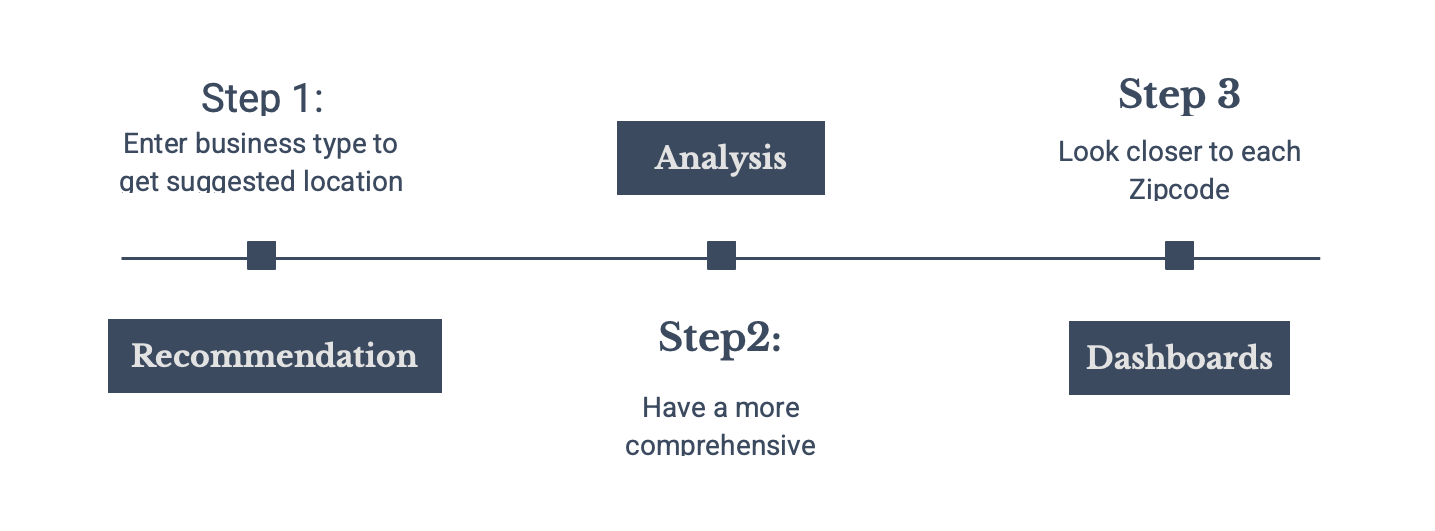 Step 1:
Enter business type to
get suggested location
Recommendation
Analysis
Step2:
Have a more
comprehensive
Step 3
Look closer to each
Zipcode
Dashboards